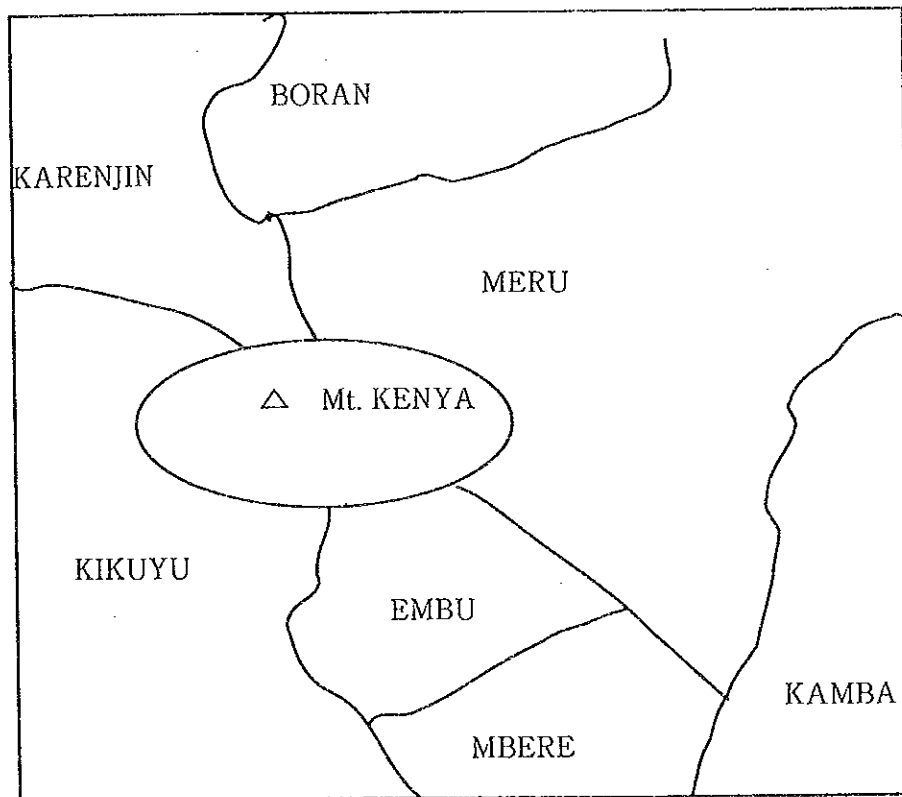 BORAN
KARENJIN
MERU
Mt. KENYA
KIKUYU
EMBU
KAMBA
MBERE